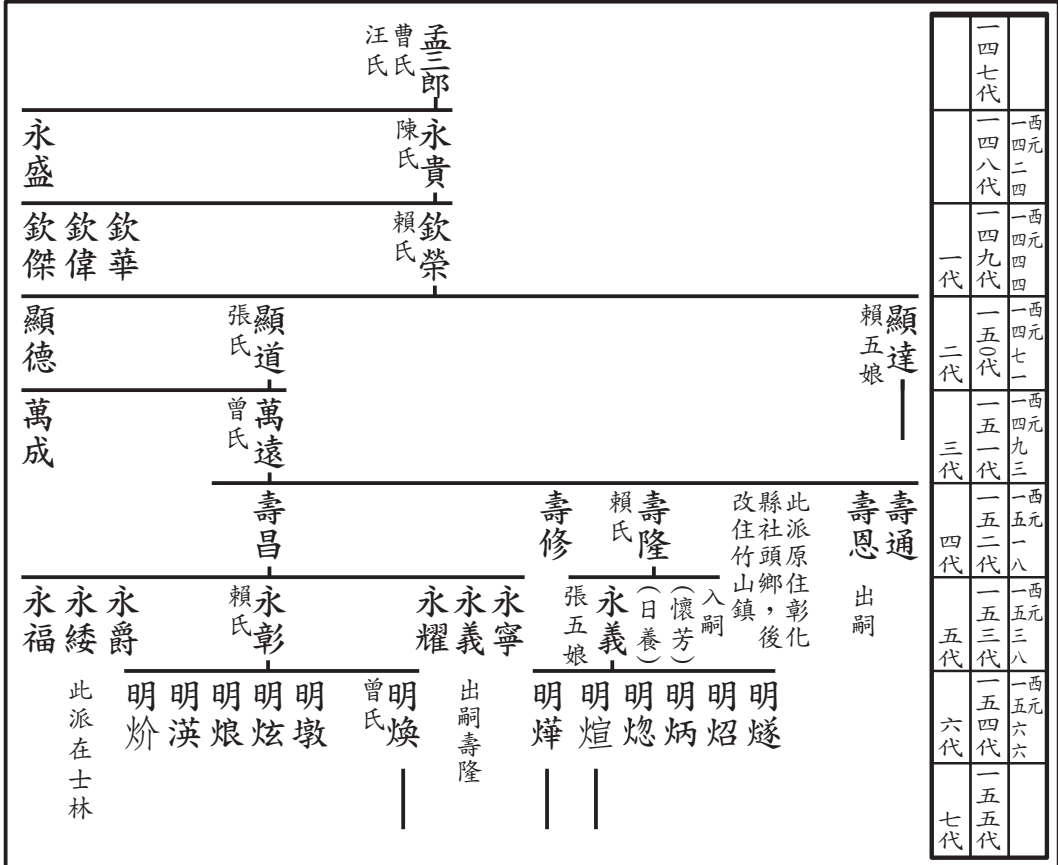 一四七代
一四八代
西元一四二四
一四九代
西元一四四四
一代
一五0代
西元一四七一
二代
一五一代
西元一四九三
三代
一五二代
西元一五一八
四代
一五三代
西元一五三八
五代
一五四代
西元一五六六
六代
一五五代
七代
孟三郎
曹氏
汪氏
永貴
陳氏
永盛
欽榮
賴氏
欽華
欽偉
欽傑
顯達
賴五娘
顯道
張氏
顯德
萬遠
曾氏
萬成
壽通
壽恩
出嗣
此派原住彰化
縣社頭鄉，後
改住竹山鎮
壽隆
賴氏
壽修
壽昌
入嗣
(懷芳)
(日養)
永義
張五娘
永寧
永義
出嗣壽隆
永耀
永彰
賴氏
永爵
永緌
此派在士林
永福
明燧
明炤
明炳
明熜
明煊
明燁
明煥
曾氏
明墩
明炫
明烺
明渶
明炌